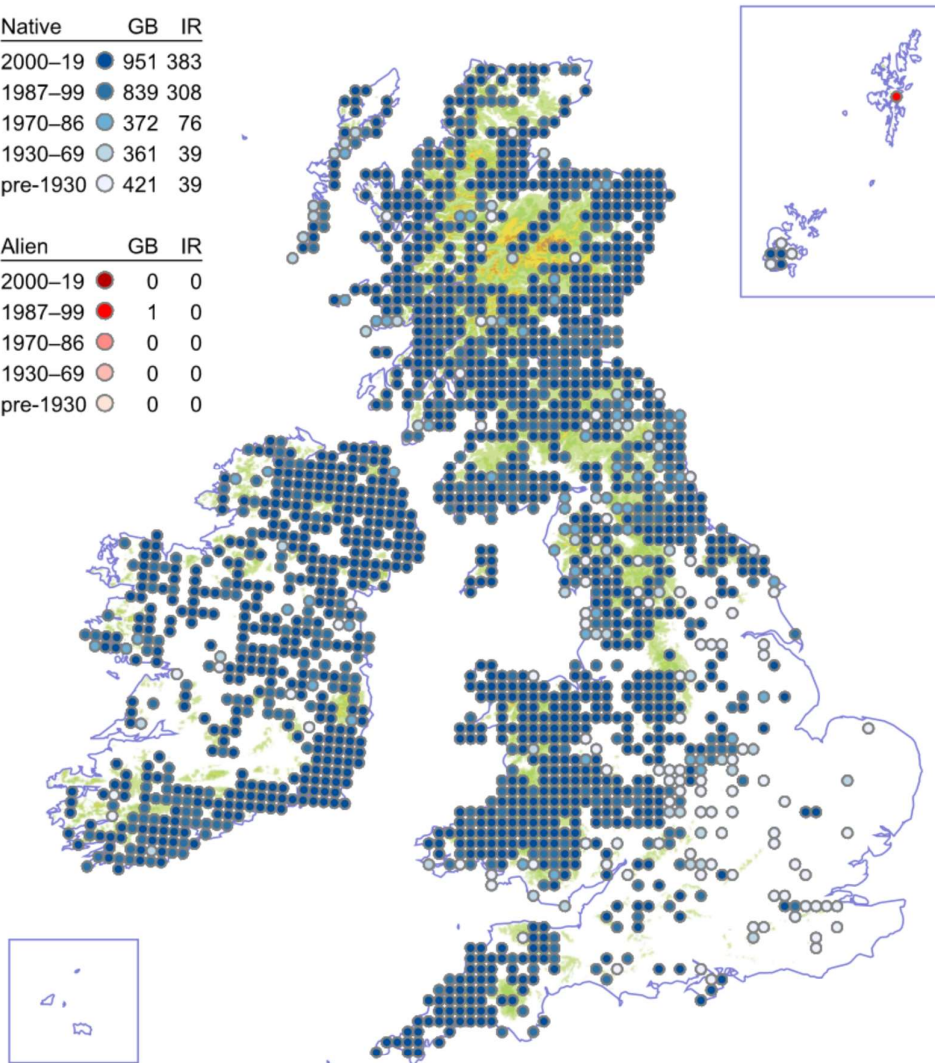 Native GB IR
2000–19 951 383
1987–99 839 308
1970–86 372 76
1930–69 361 39
pre-1930 421 39
Alien GB IR
2000–19 0 0
1987–99 1 0
1970–86 0 0
1930–69 0 0
pre-1930 0 0